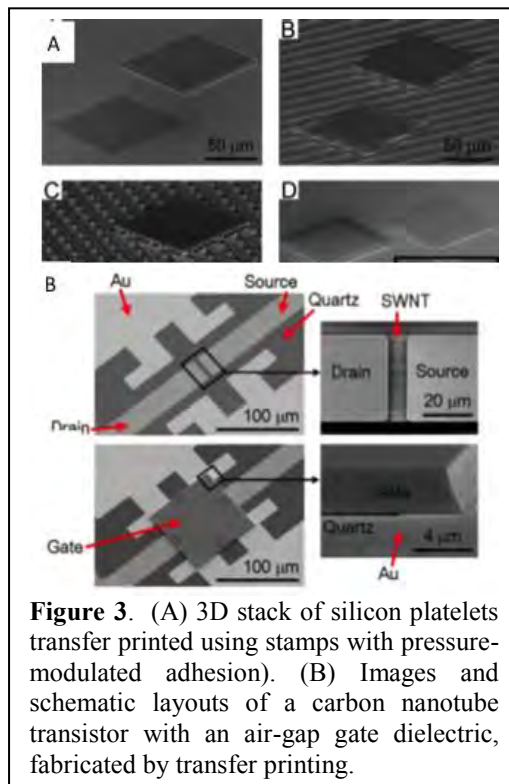 A
B
50 μm
50 μm
C
D
B
Au
Source
Quartz
SWNT
Drain
Source
20 μm
Drain
100 μm
Gate
Quartz
4 μm
100 μm
Au
Figure 3. (A) 3D stack of silicon platelets
transfer printed using stamps with pressure-
modulated adhesion). (B) Images and
schematic layouts of a carbon nanotube
transistor with an air-gap gate dielectric,
fabricated by transfer printing.